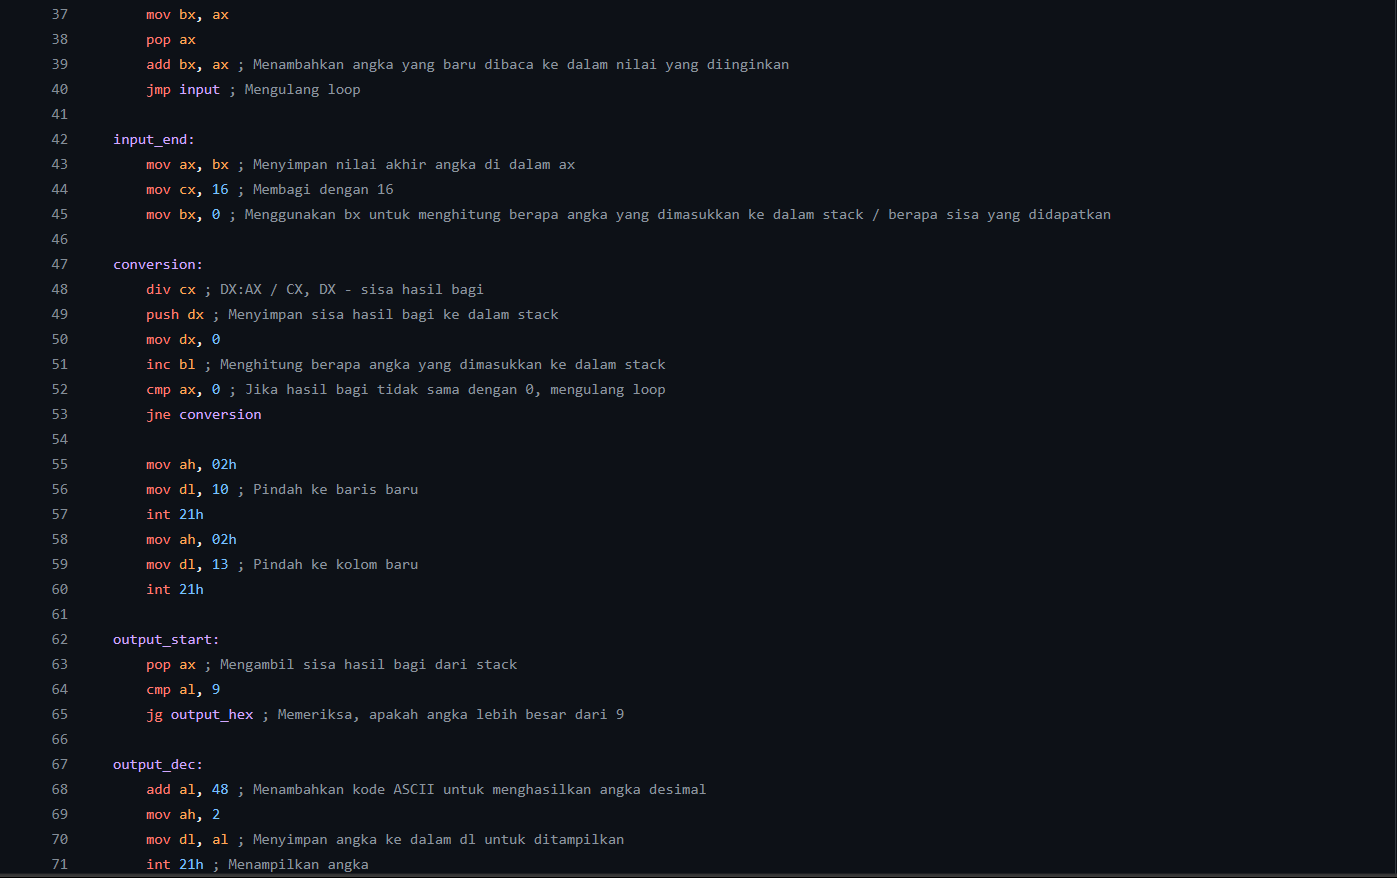 37 mov bx, ax
38 pop ax
39 add bx, ax ; Menambahkan angka yang baru dibaca ke dalam nilai yang diinginkan
40 jmp input ; Mengulang loop
41
42 input_end:
43 mov ax, bx ; Menyimpan nilai akhir angka di dalam ax
44 mov cx, 16 ; Membagi dengan 16
45 mov bx, 0 ; Menggunakan bx untuk menghitung berapa angka yang dimasukkan ke dalam stack / berapa sisa yang didapatkan
46
47 conversion:
48 div cx ; DX:AX / CX, DX - sisa hasil bagi
49 push dx ; Menyimpan sisa hasil bagi ke dalam stack
50 mov dx, 0
51 inc bl ; Menghitung berapa angka yang dimasukkan ke dalam stack
52 cmp ax, 0 ; Jika hasil bagi tidak sama dengan 0, mengulang loop
53 jne conversion
54
55 mov ah, 02h
56 mov dl, 10 ; Pindah ke baris baru
57 int 21h
58 mov ah, 02h
59 mov dl, 13 ; Pindah ke kolom baru
60 int 21h
61
62 output_start:
63 pop ax ; Mengambil sisa hasil bagi dari stack
64 cmp al, 9
65 jg output_hex ; Memeriksa, apakah angka lebih besar dari 9
66
67 output_dec:
68 add al, 48 ; Menambahkan kode ASCII untuk menghasilkan angka desimal
69 mov ah, 2
70 mov dl, al ; Menyimpan angka ke dalam dl untuk ditampilkan
71 int 21h ; Menampilkan angka